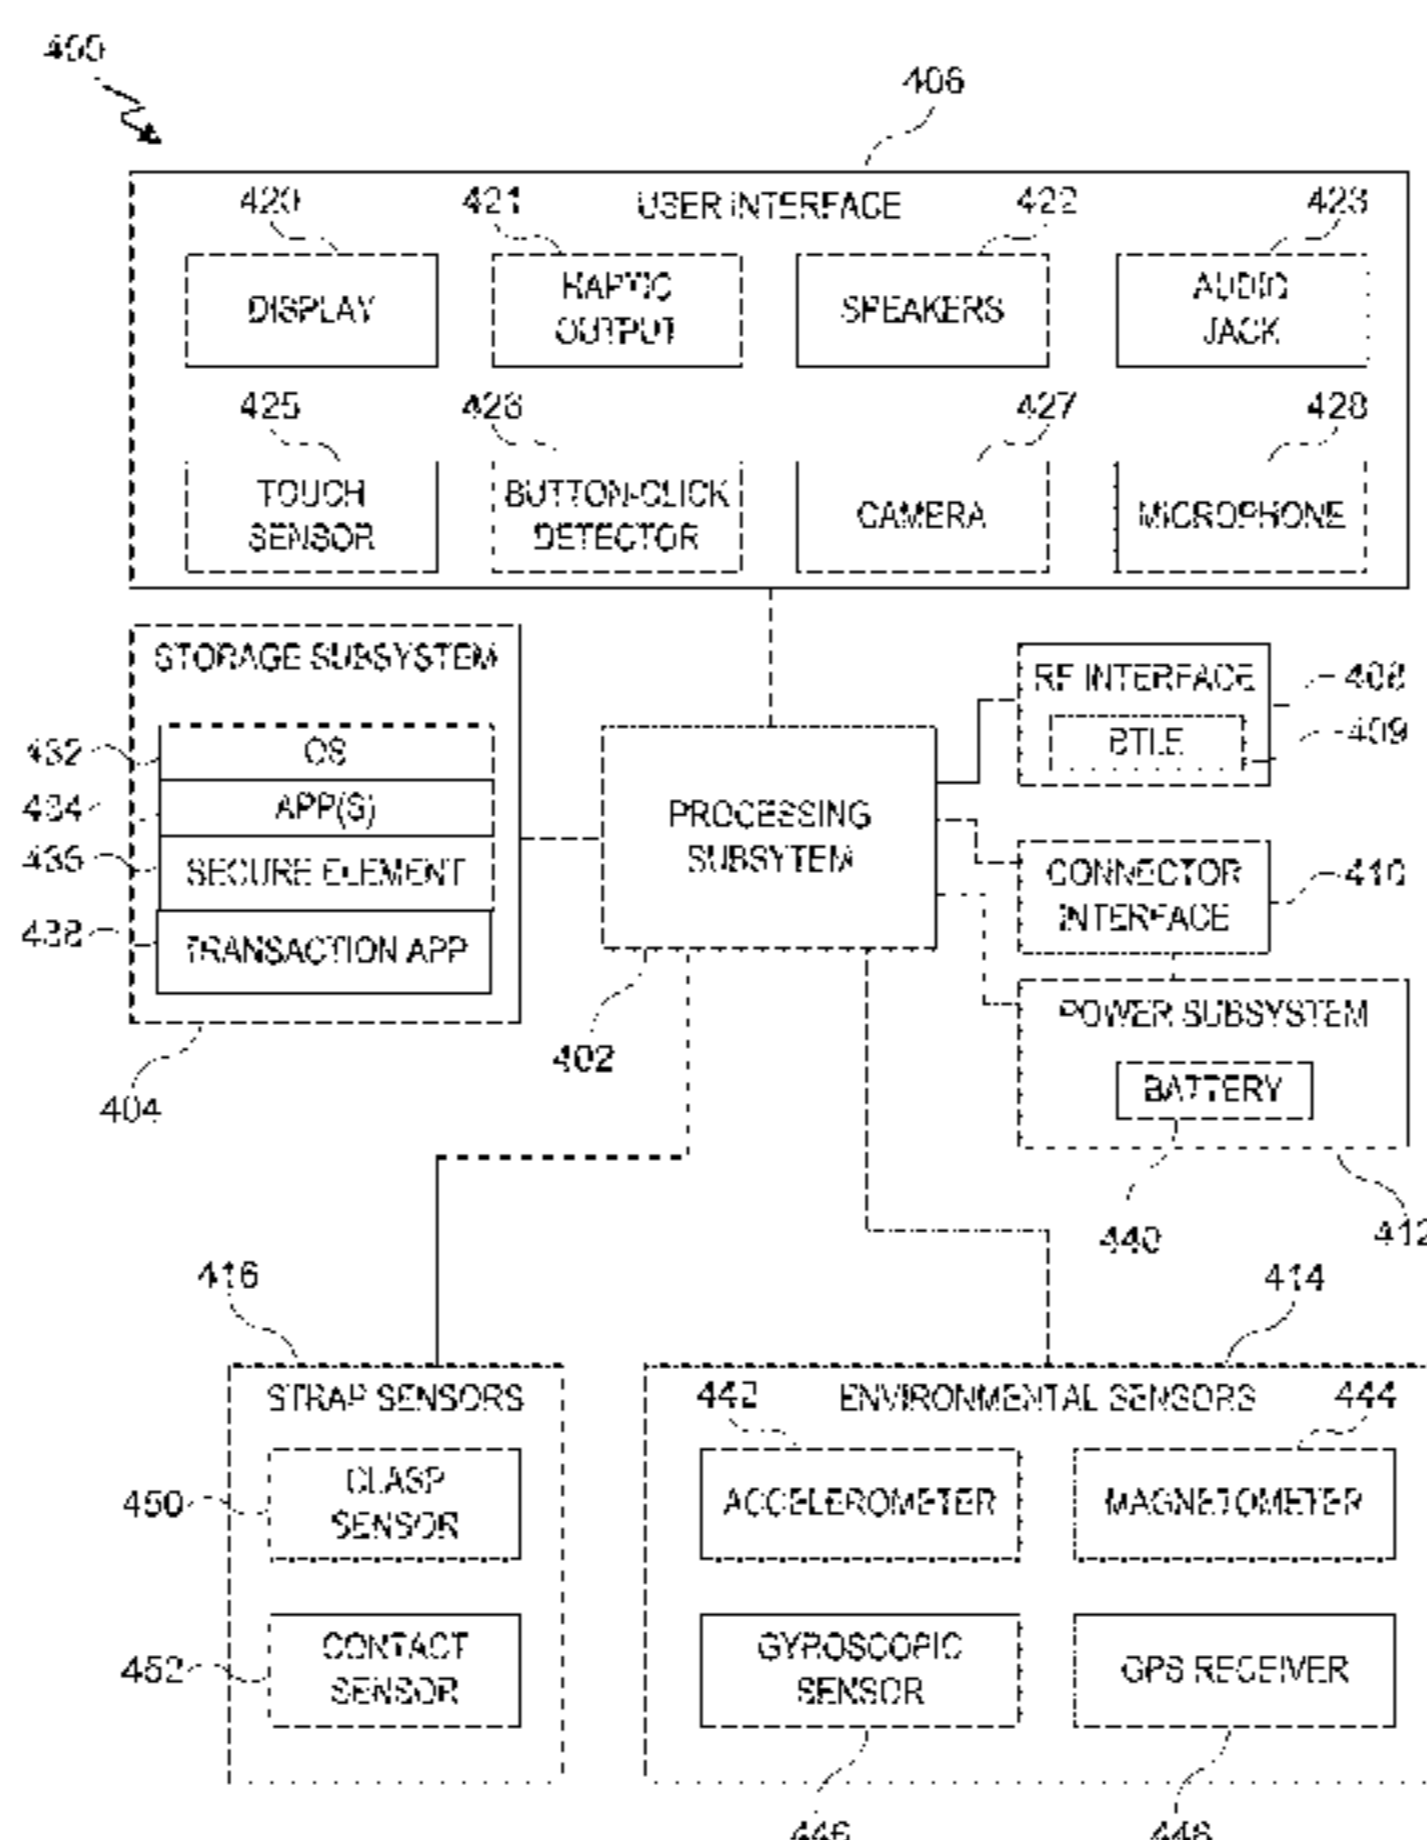 400
406
USER INTERFACE
420
421
422
423
DISPLAY
HAPTIC
OUTPUT
SPEAKERS
AUDIO
JACK
425
426
427
428
TOUCH
SENSOR
BUTTON-CLICK
DETECTOR
CAMERA
MICROPHONE
STORAGE SUBSYSTEM
432
OS
434
APP(S)
436
SECURE ELEMENT
438
TRANSACTION APP
404
PROCESSING
SUBSYTEM
402
RF INTERFACE
408
BTLE
409
CONNECTOR
INTERFACE
410
POWER SUBSYSTEM
BATTERY
440
412
416
STRAP SENSORS
450
CLASP
SENSOR
452
CONTACT
SENSOR
414
ENVIRONMENTAL SENSORS
442
444
ACCELEROMETER
MAGNETOMETER
GYROSCOPIC
SENSOR
GPS RECEIVER
446